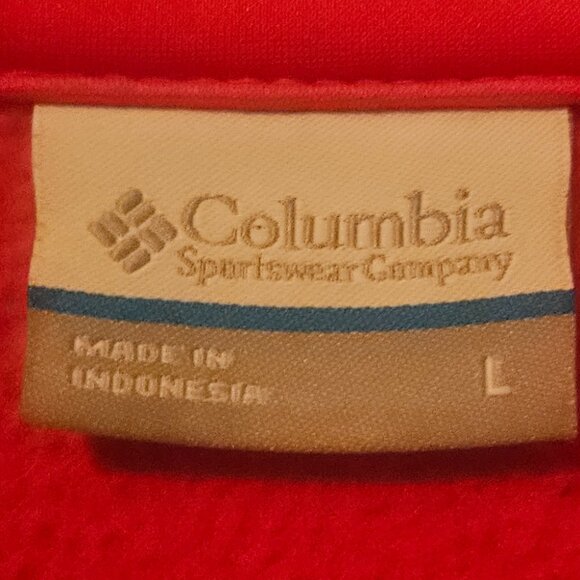 Columbia
Sportswear Company
MADE IN
INDONESIA
L